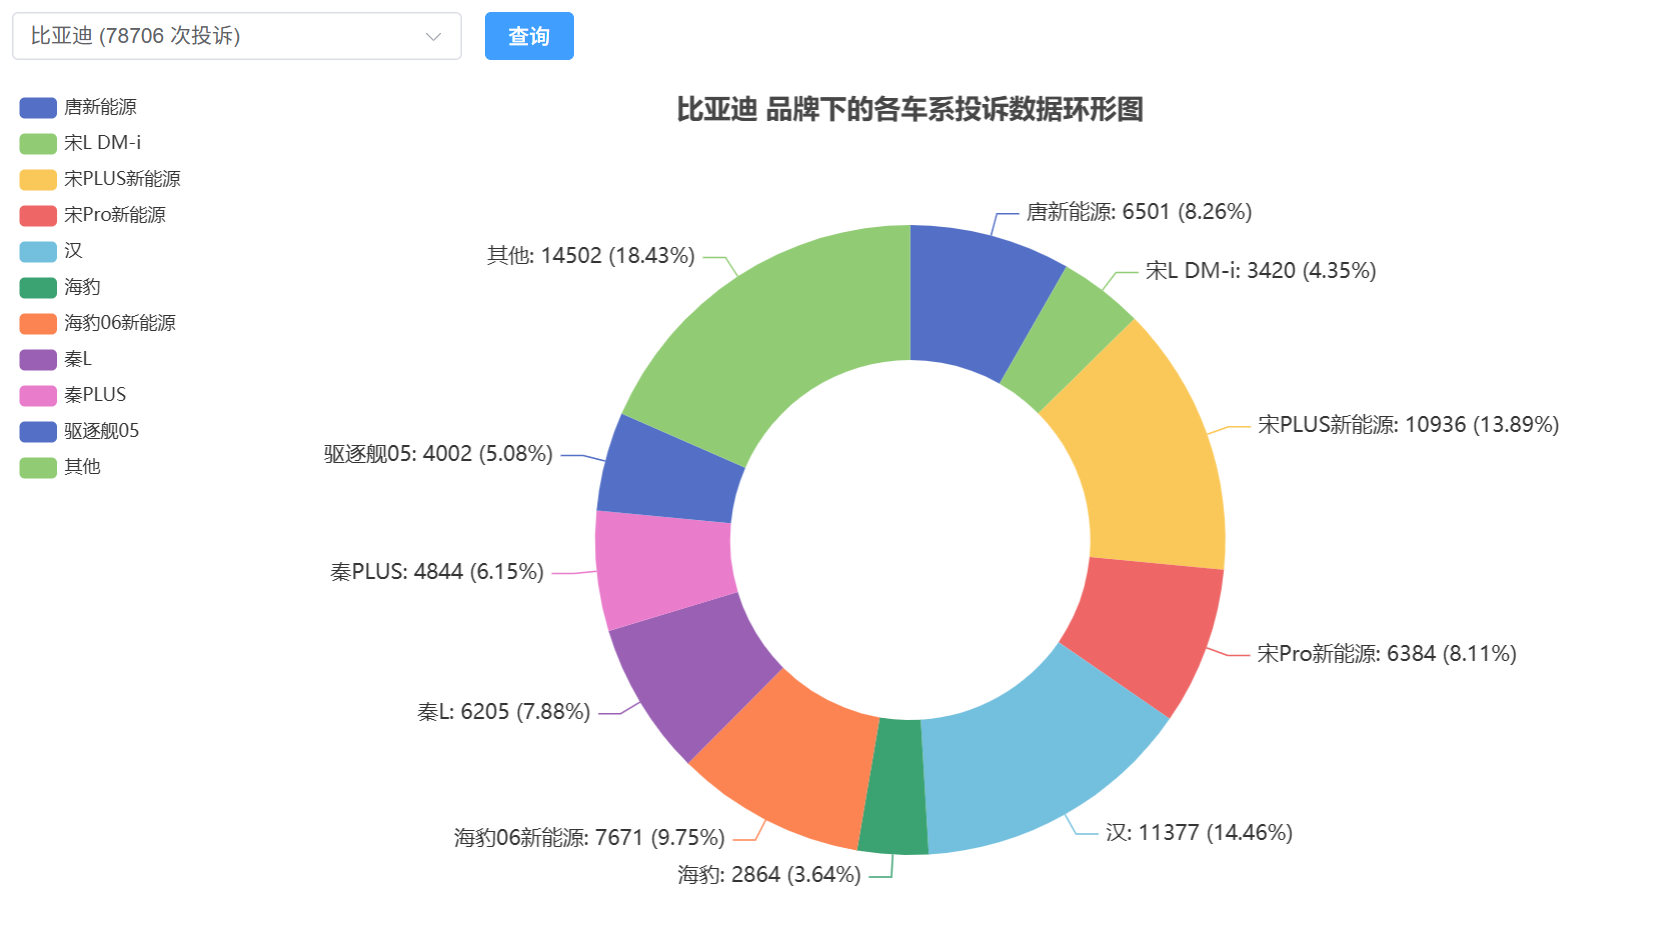 比亚迪 (78706 次投诉)
查询
比亚迪 品牌下的各车系投诉数据环形图
唐新能源
宋L DM-i
宋PLUS新能源
宋Pro新能源
汉
海豹
海豹06新能源
秦L
秦PLUS
驱逐舰05
其他
唐新能源: 6501 (8.26%)
其他: 14502 (18.43%)
宋L DM-i: 3420 (4.35%)
宋PLUS新能源: 10936 (13.89%)
驱逐舰05: 4002 (5.08%)
秦PLUS: 4844 (6.15%)
宋Pro新能源: 6384 (8.11%)
秦L: 6205 (7.88%)
汉: 11377 (14.46%)
海豹06新能源: 7671 (9.75%)
海豹: 2864 (3.64%)